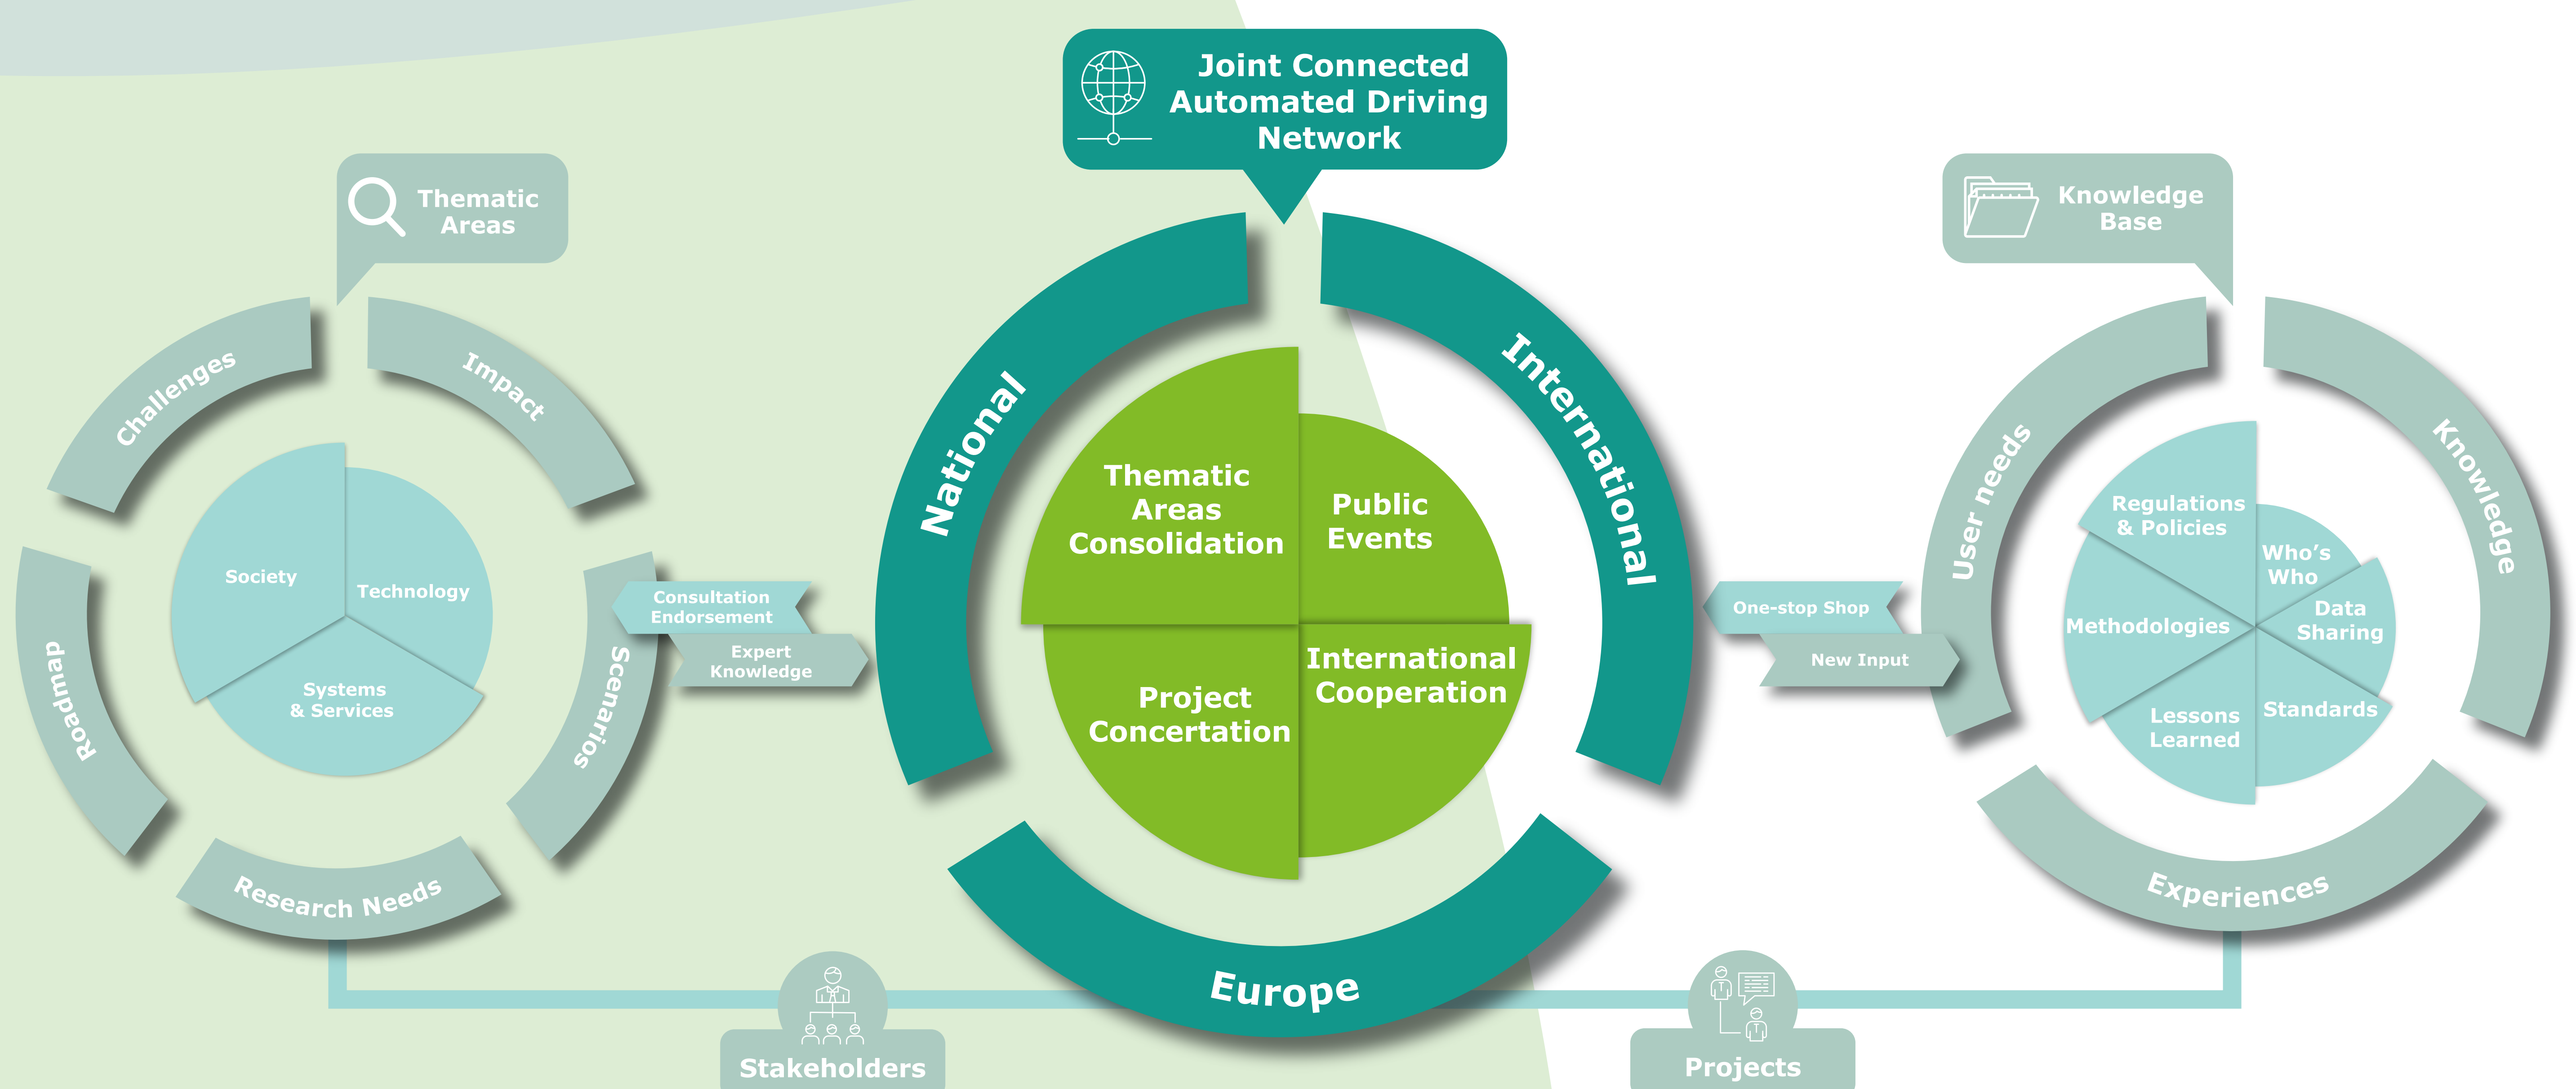 Joint Connected
Automated Driving
Network
Thematic
Areas
Knowledge
Base
Challenges
Impact
Scenarios
Research Needs
Roadmap
Society
Technology
Systems
& Services
Consultation
Endorsement
Expert
Knowledge
National
International
Europe
Thematic
Areas
Consolidation
Public
Events
Project
Concertation
International
Cooperation
One-stop Shop
New Input
User needs
Knowledge
Experiences
Regulations
& Policies
Who's
Who
Data
Sharing
Standards
Lessons
Learned
Methodologies
Stakeholders
Projects